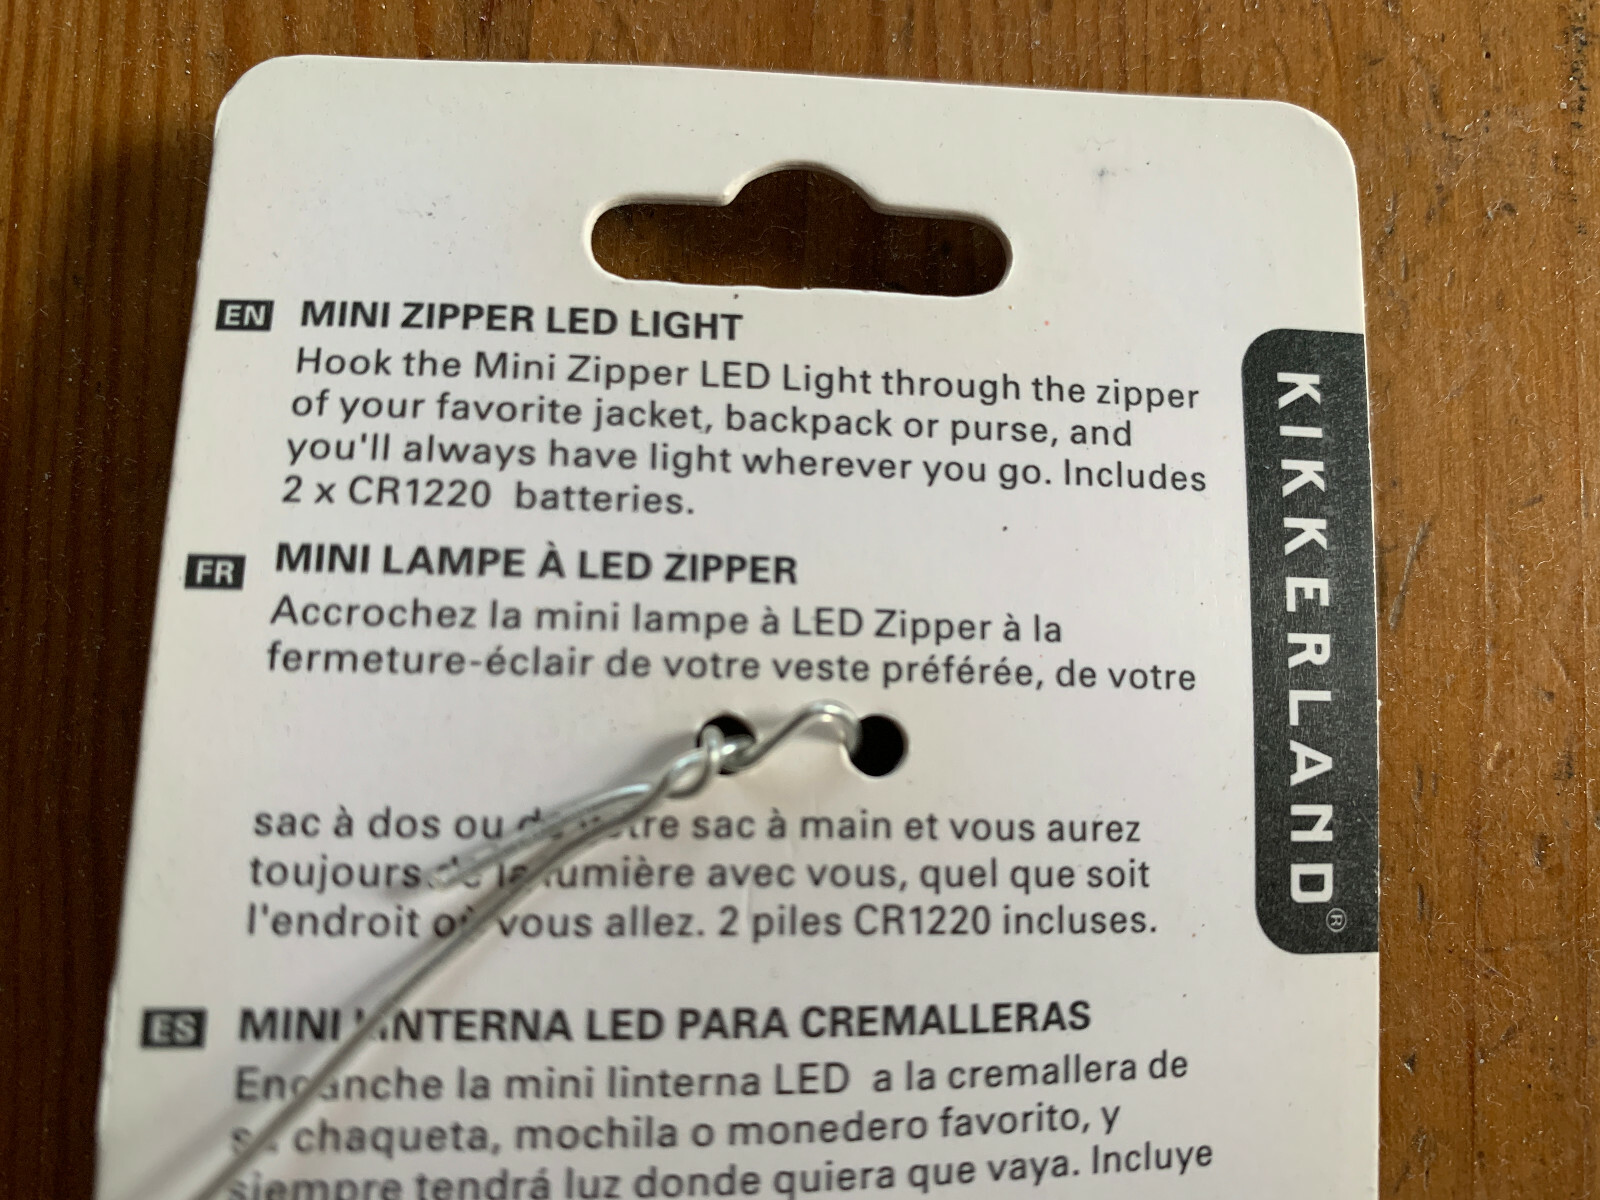 EN MINI ZIPPER LED LIGHT
Hook the Mini Zipper LED Light through the zipper
of your favorite jacket, backpack or purse, and
you'll always have light wherever you go. Includes
2 x CR1220 batteries.
FR MINI LAMPE À LED ZIPPER
Accrochez la mini lampe à LED Zipper à la
fermeture-éclair de votre veste préférée, de votre
sac à dos ou sac à main et vous aurez
toujours avec vous, quel que soit
l'endroit vous allez. 2 piles CR1220 incluses.
ES MINI LINTERNA LED PARA CREMALLERAS
Enganche la mini linterna LED a la cremallera de
chaqueta, mochila o monedero favorito, y
siempre tendrá luz donde quiera que vaya. Incluye
KIKKERLAND®